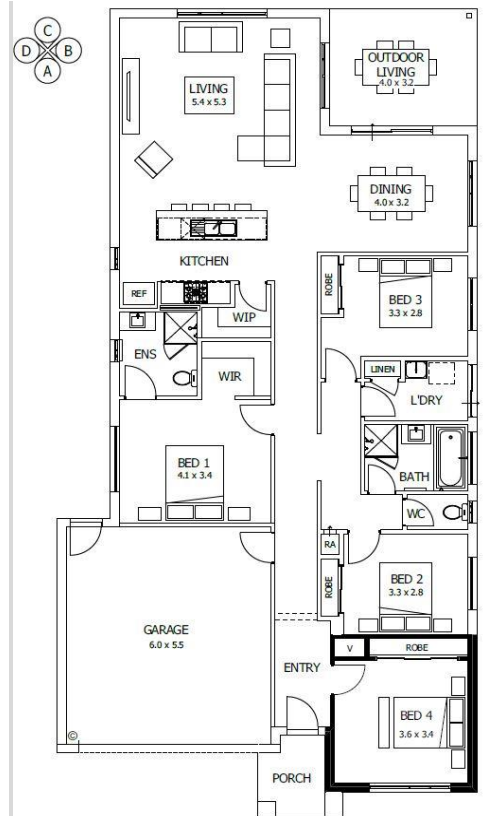 C
D
B
A
LIVING
5.4 x 5.3
OUTDOOR
LIVING
4.0 x 3.2
DINING
4.0 x 3.2
KITCHEN
REF
WIP
ROBE
BED 3
3.3 x 2.8
ENS
WIR
LINEN
L'DRY
BED 1
4.1 x 3.4
BATH
WC
RA
ROBE
BED 2
3.3 x 2.8
GARAGE
6.0 x 5.5
ENTRY
V
ROBE
BED 4
3.6 x 3.4
©
PORCH